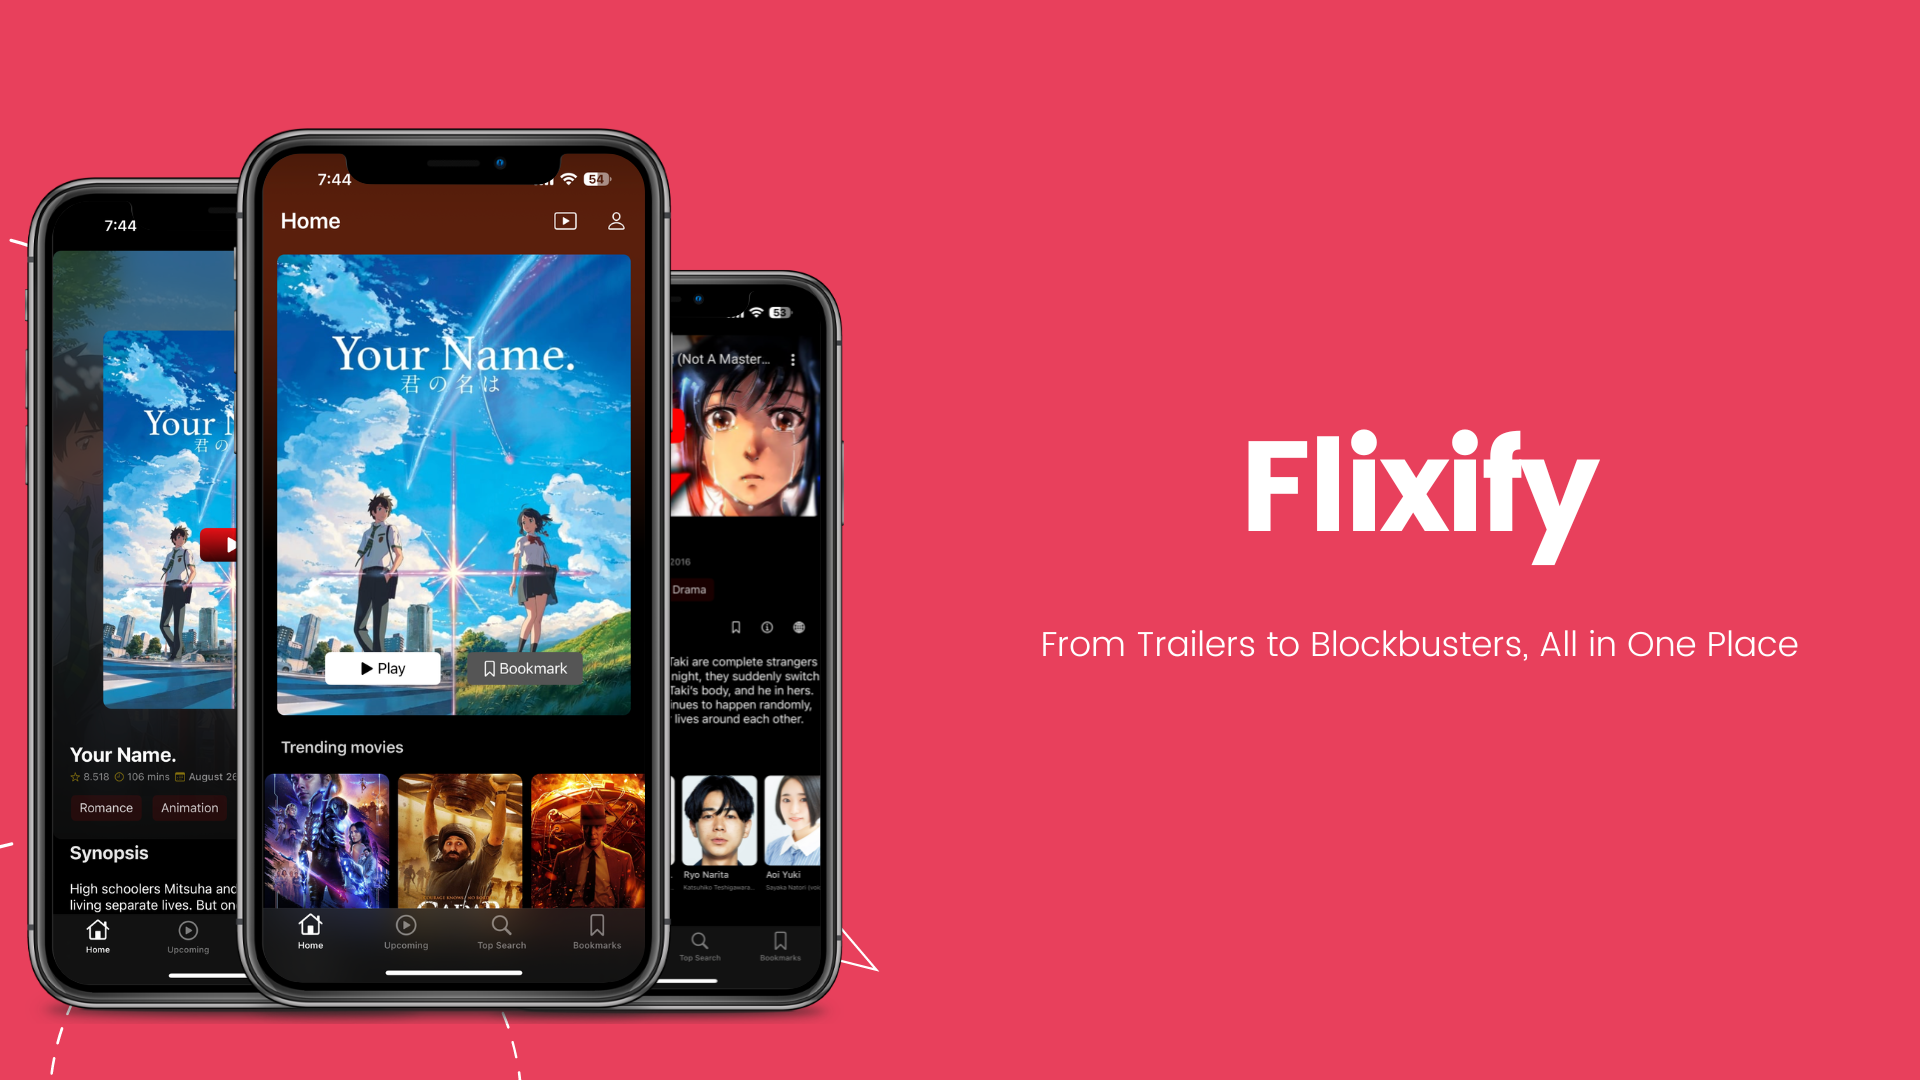 7:44
Your
君 の
Your Name.
8.518 106 mins August 26
Romance Animation
Synopsis
High schoolers Mitsuha and
living separate lives. But on
Home Upcoming
7:44
54
Home
Your Name.
君の名は
Play Bookmark
Trending movies
GADAR
Home Upcoming Top Search Bookmarks
53
(Not A Master...
2016
Drama
Taki are complete strangers
night, they suddenly switch
Taki's body, and he in hers.
nues to happen randomly,
lives around each other.
Ryo Narita Aoi Yuki
Katsuhiko Teshigawara... Sayaka Natori (voi
Top Search Bookmarks
Flixify
From Trailers to Blockbusters, All in One Place